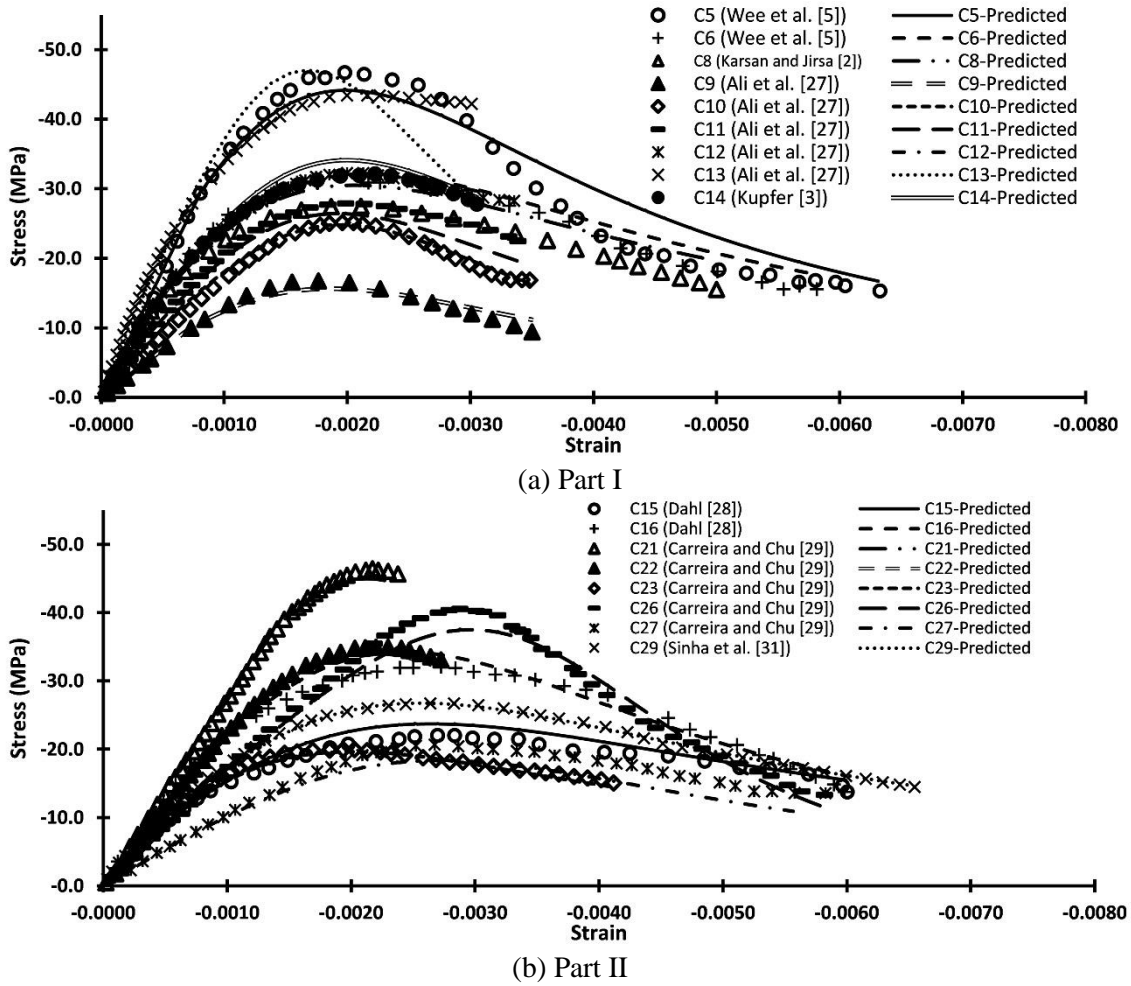 C5 (Wee et al. [5])
C6 (Wee et al. [5])
C8 (Karsan and Jirsa [2])
C9 (Ali et al. [27])
C10 (Ali et al. [27])
C11 (Ali et al. [27])
C12 (Ali et al. [27])
C13 (Ali et al. [27])
C14 (Kupfer [3])
C5-Predicted
C6-Predicted
C8-Predicted
C9-Predicted
C10-Predicted
C11-Predicted
C12-Predicted
C13-Predicted
C14-Predicted
Stress (MPa)
-50.0
-40.0
-30.0
-20.0
-10.0
-0.0
-0.0000 -0.0010 -0.0020 -0.0030 -0.0040 -0.0050 -0.0060 -0.0070 -0.0080
Strain
(a) Part I
C15 (Dahl [28])
C16 (Dahl [28])
C21 (Carreira and Chu [29])
C22 (Carreira and Chu [29])
C23 (Carreira and Chu [29])
C26 (Carreira and Chu [29])
C27 (Carreira and Chu [29])
C29 (Sinha et al. [31])
C15-Predicted
C16-Predicted
C21-Predicted
C22-Predicted
C23-Predicted
C26-Predicted
C27-Predicted
C29-Predicted
Stress (MPa)
-50.0
-40.0
-30.0
-20.0
-10.0
-0.0
-0.0000 -0.0010 -0.0020 -0.0030 -0.0040 -0.0050 -0.0060 -0.0070 -0.0080
Strain
(b) Part II